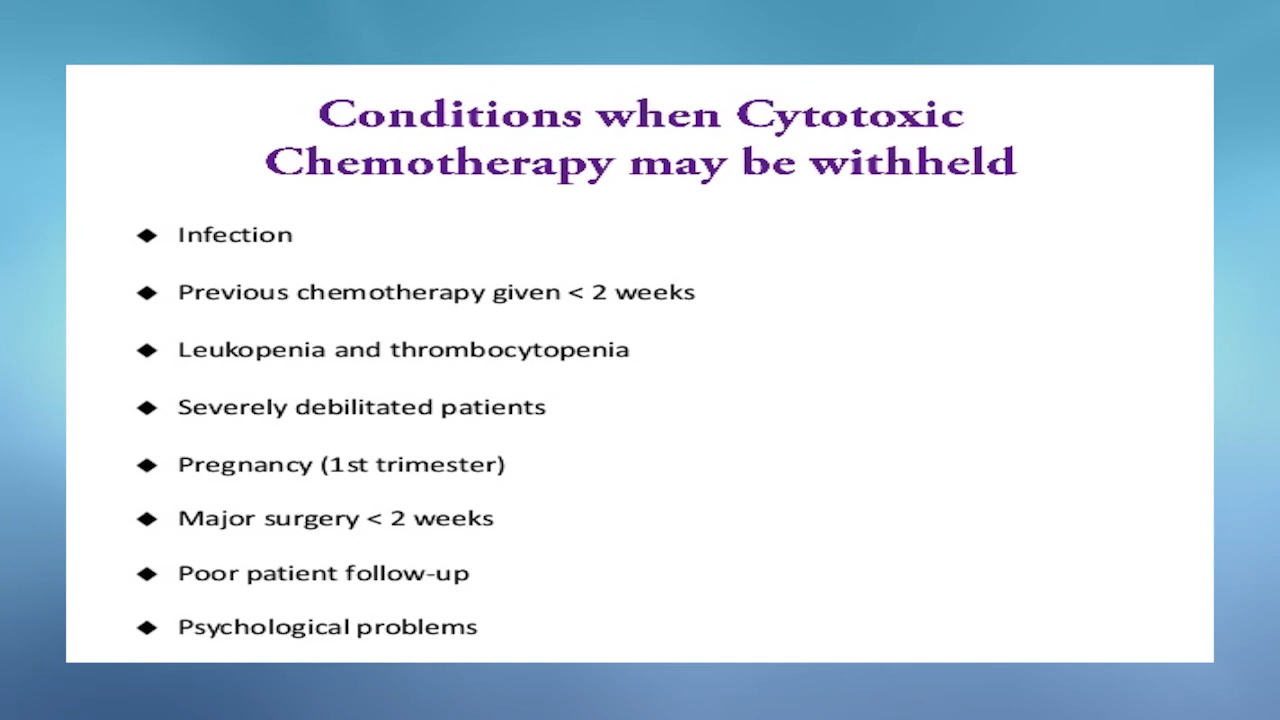 Conditions when Cytotoxic
Chemotherapy may be withheld
◆ Infection
◆ Previous chemotherapy given < 2 weeks
◆ Leukopenia and thrombocytopenia
◆ Severely debilitated patients
◆ Pregnancy (1st trimester)
◆ Major surgery < 2 weeks
◆ Poor patient follow-up
◆ Psychological problems